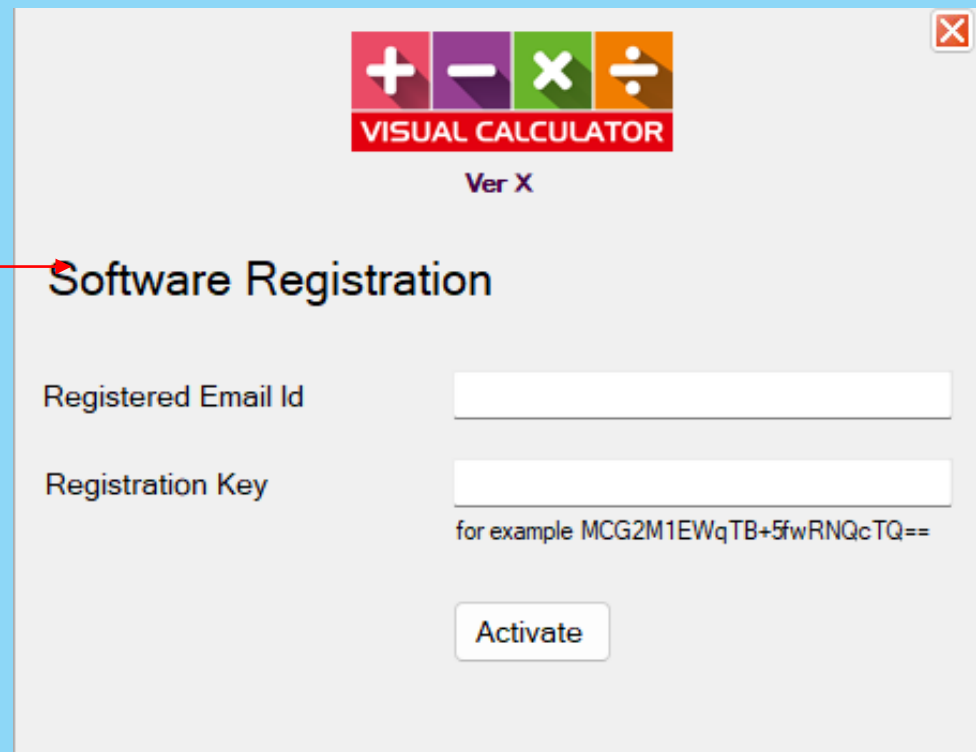 VISUAL CALCULATOR
Ver X
Software Registration
Registered Email Id
Registration Key
for example MCG2M1EWqTB+5fwRNQcTQ==
Activate